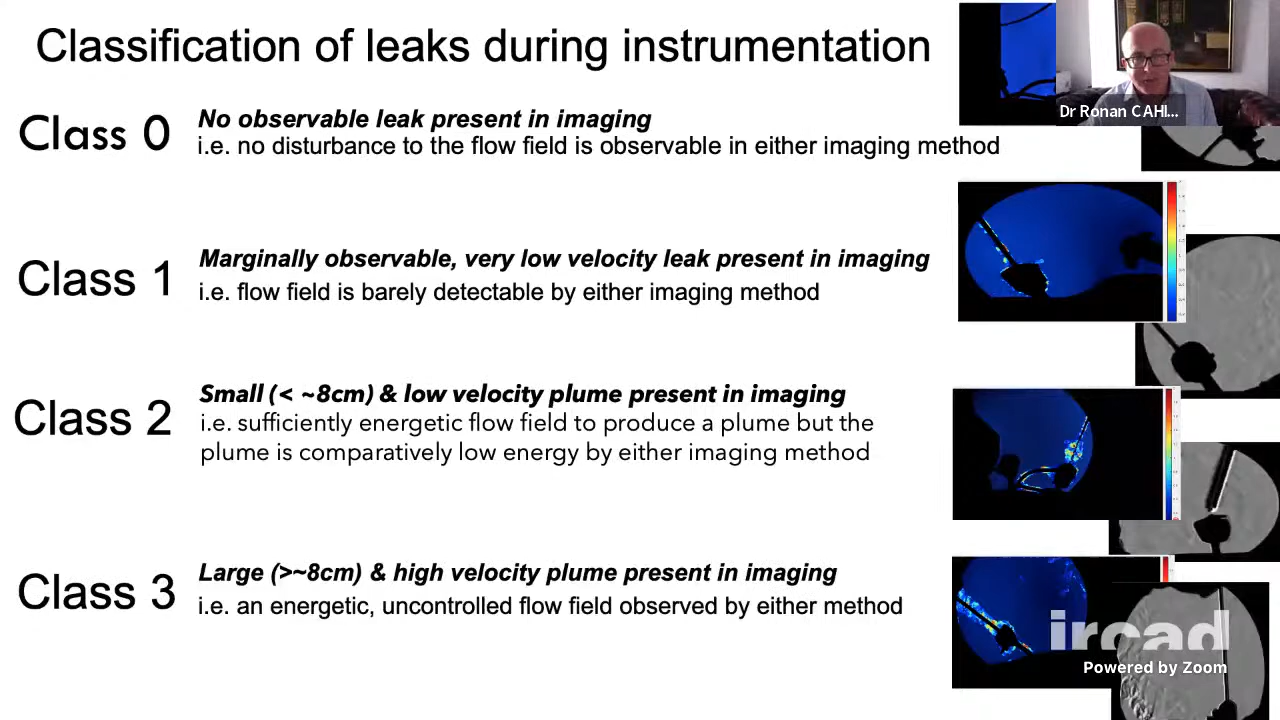 Classification of leaks during instrumentation
Dr Ronan CAHI...
Class 0
No observable leak present in imaging
i.e. no disturbance to the flow field is observable in either imaging method
Class 1
Marginally observable, very low velocity leak present in imaging
i.e. flow field is barely detectable by either imaging method
Class 2
Small (< ~8cm) & low velocity plume present in imaging
i.e. sufficiently energetic flow field to produce a plume but the
plume is comparatively low energy by either imaging method
Class 3
Large (>~8cm) & high velocity plume present in imaging
i.e. an energetic, uncontrolled flow field observed by either method
ircad
Powered by Zoom